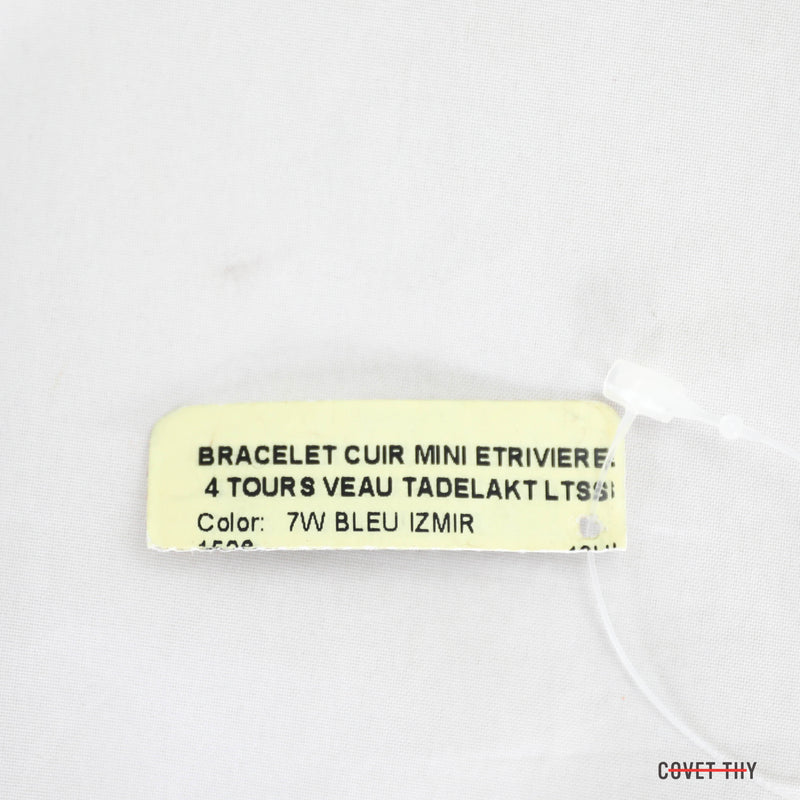 BRACELET CUIR MINI ETRIVIERE
4 TOURS VEAU TADELAKT LTSS
Color: 7W BLEU IZMIR
COVET THY